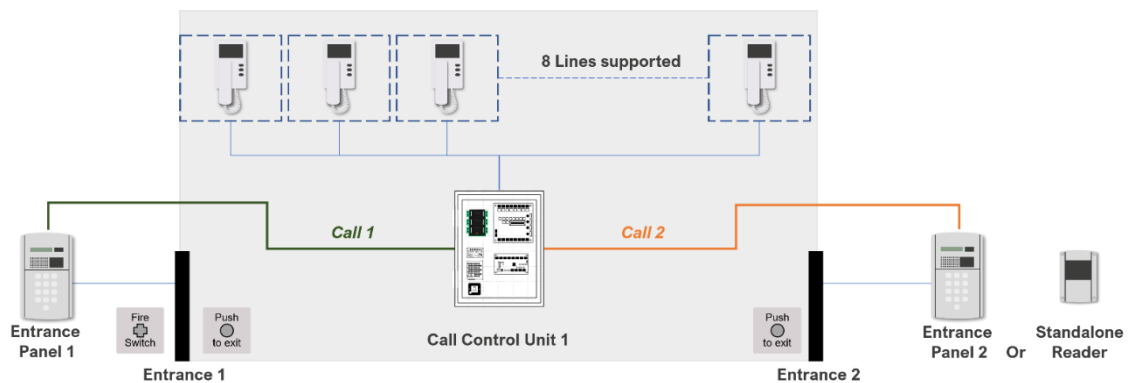 8 Lines supported
Call 1
Call 2
Entrance
Panel 1
Fire
Switch
Push
to exit
Call Control Unit 1
Push
to exit
Entrance
Panel 2
Or
Standalone
Reader
Entrance 1
Entrance 2